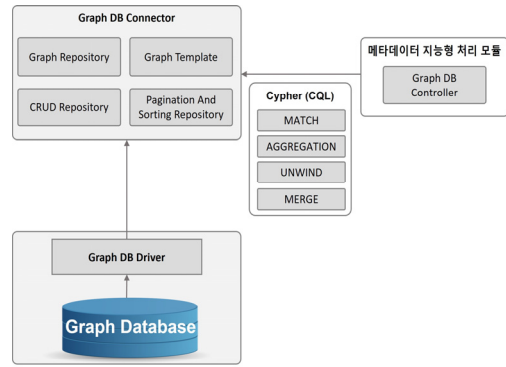 Graph DB Connector
Graph Repository
Graph Template
CRUD Repository
Pagination And
Sorting Repository
메타데이터 지능형 처리 모듈
Graph DB
Controller
Cypher (CQL)
MATCH
AGGREGATION
UNWIND
MERGE
Graph DB Driver
Graph Database